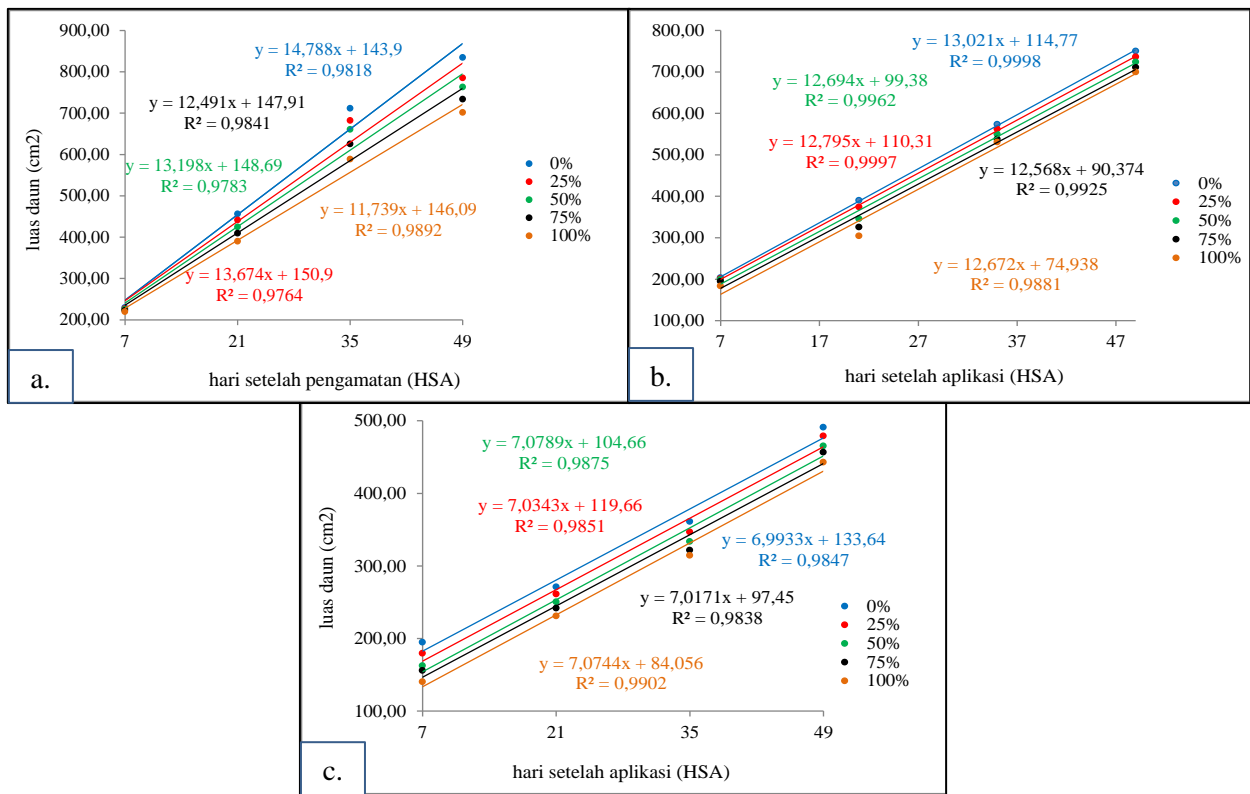 900,00
800,00
700,00
600,00
500,00
400,00
300,00
200,00
luas daun (cm2)
y = 14,788x + 143,9
R² = 0,9818
y = 12,491x + 147,91
R² = 0,9841
y = 13,198x + 148,69
R² = 0,9783
y = 11,739x + 146,09
R² = 0,9892
y = 13,674x + 150,9
R² = 0,9764
0%
25%
50%
75%
100%
7 21 35 49
hari setelah pengamatan (HSA)
a.
800,00
700,00
600,00
500,00
400,00
300,00
200,00
100,00
luas daun (cm2)
y = 13,021x + 114,77
R² = 0,9998
y = 12,694x + 99,38
R² = 0,9962
y = 12,795x + 110,31
R² = 0,9997
y = 12,568x + 90,374
R² = 0,9925
y = 12,672x + 74,938
R² = 0,9881
0%
25%
50%
75%
100%
7 17 27 37 47
hari setelah aplikasi (HSA)
b.
500,00
400,00
300,00
200,00
100,00
luas daun (cm2)
y = 7,0789x + 104,66
R² = 0,9875
y = 7,0343x + 119,66
R² = 0,9851
y = 6,9933x + 133,64
R² = 0,9847
y = 7,0171x + 97,45
R² = 0,9838
y = 7,0744x + 84,056
R² = 0,9902
0%
25%
50%
75%
100%
7 21 35 49
hari setelah aplikasi (HSA)
c.